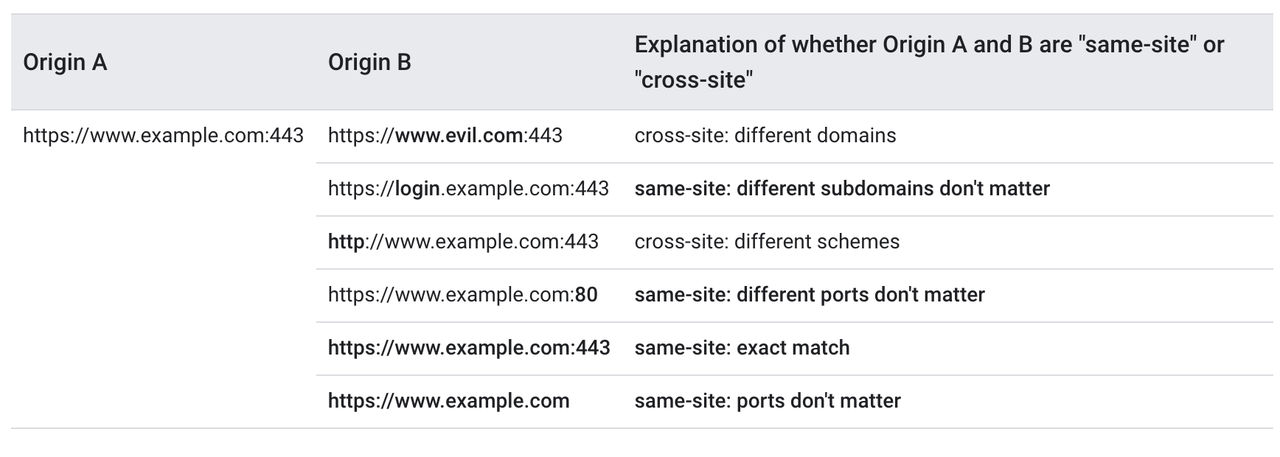 Origin A
Origin B
Explanation of whether Origin A and B are "same-site" or
"cross-site"
https://www.example.com:443
https://www.evil.com:443
cross-site: different domains
https://login.example.com:443
same-site: different subdomains don't matter
http://www.example.com:443
cross-site: different schemes
https://www.example.com:80
same-site: different ports don't matter
https://www.example.com:443
same-site: exact match
https://www.example.com
same-site: ports don't matter